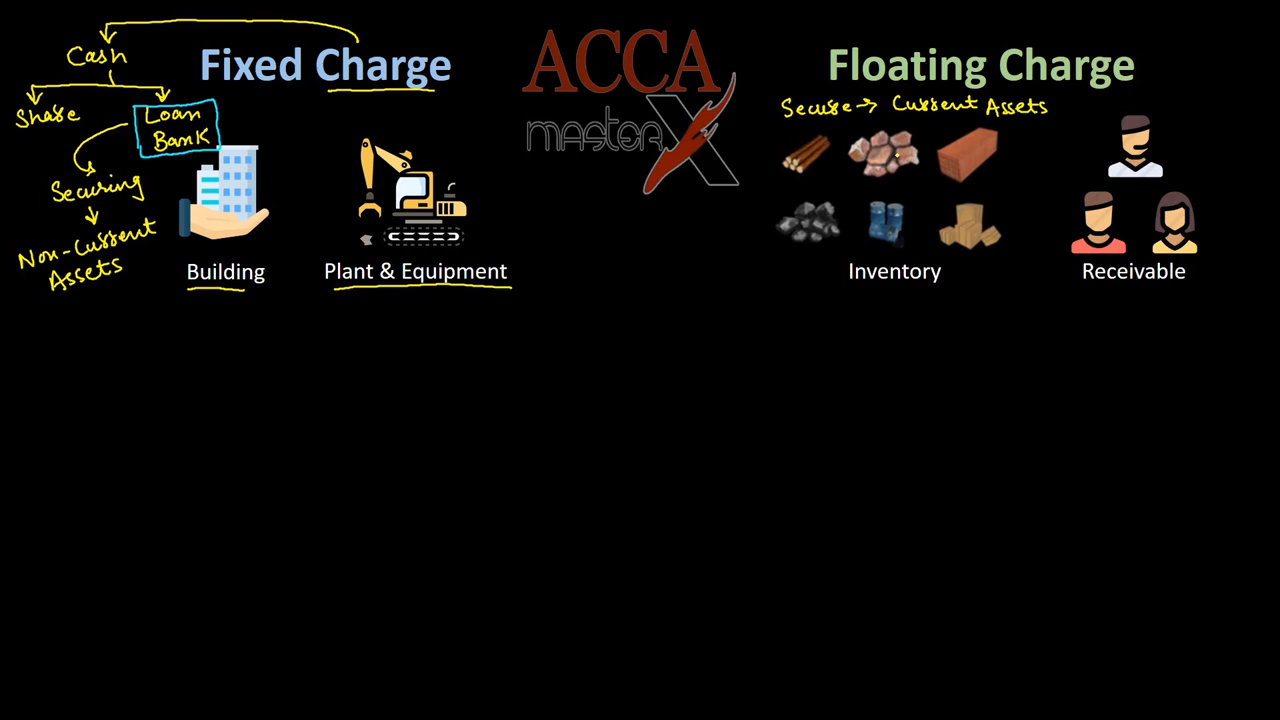 Cash
Fixed Charge
ACCA
masterX
Floating Charge
Share
Loan
Bank
Secure → Current Assets
Securing
Non-Current
Assets
Building
Plant & Equipment
Inventory
Receivable